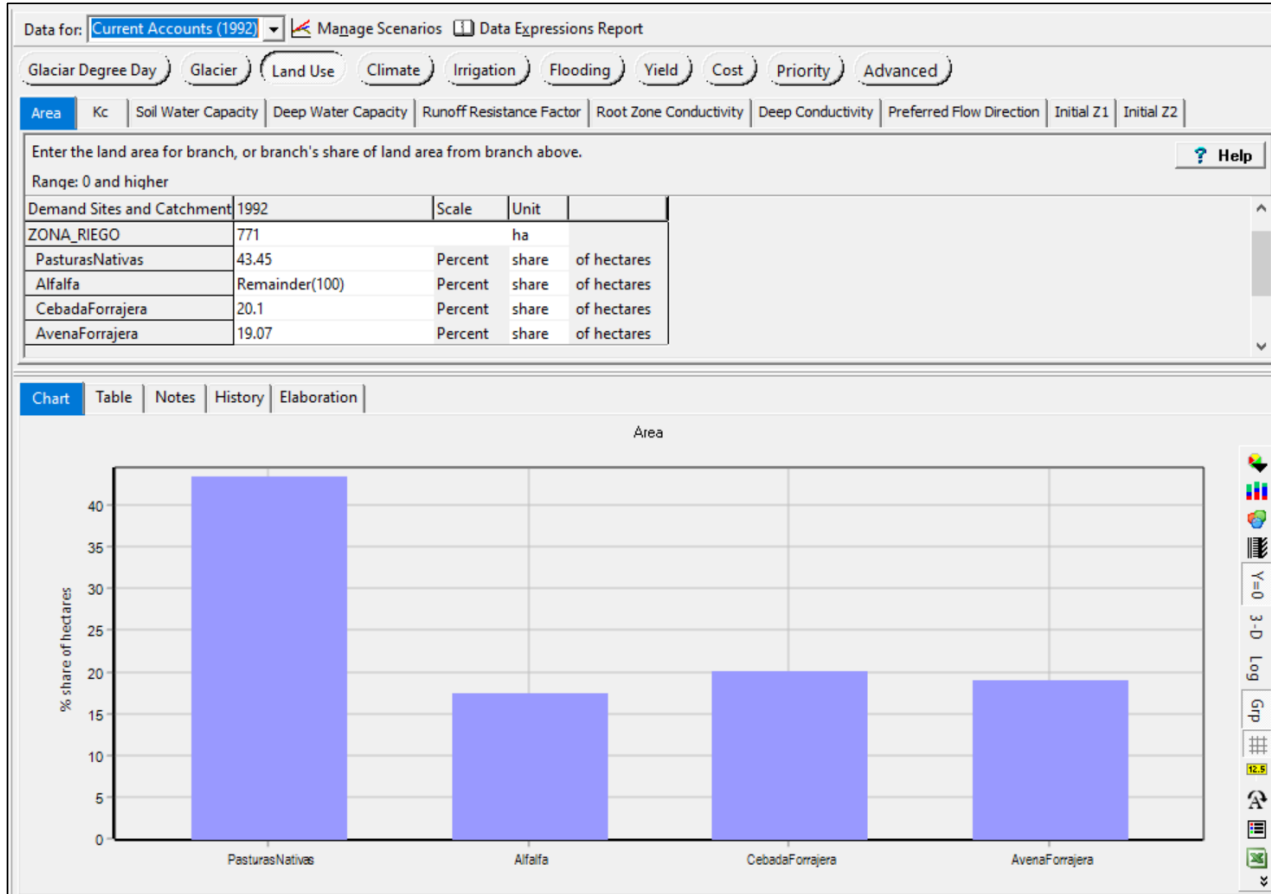 Data for: Current Accounts (1992) Manage Scenarios Data Expressions Report
Glaciar Degree Day Glacier Land Use Climate Irrigation Flooding Yield Cost Priority Advanced
Area Kc Soil Water Capacity Deep Water Capacity Runoff Resistance Factor Root Zone Conductivity Deep Conductivity Preferred Flow Direction Initial Z1 Initial Z2
Enter the land area for branch, or branch's share of land area from branch above.
? Help
Range: 0 and higher
Demand Sites and Catchment 1992 Scale Unit
ZONA_RIEGO 771 ha
PasturasNativas 43.45 Percent share of hectares
Alfalfa Remainder(100) Percent share of hectares
CebadaForrajera 20.1 Percent share of hectares
AvenaForrajera 19.07 Percent share of hectares
Chart Table Notes History Elaboration
Area
% share of hectares
40
35
30
25
20
15
10
5
0
PasturasNativas Alfalfa CebadaForrajera AvenaForrajera
Y=0
3-D
Log
Grp
12.5
A